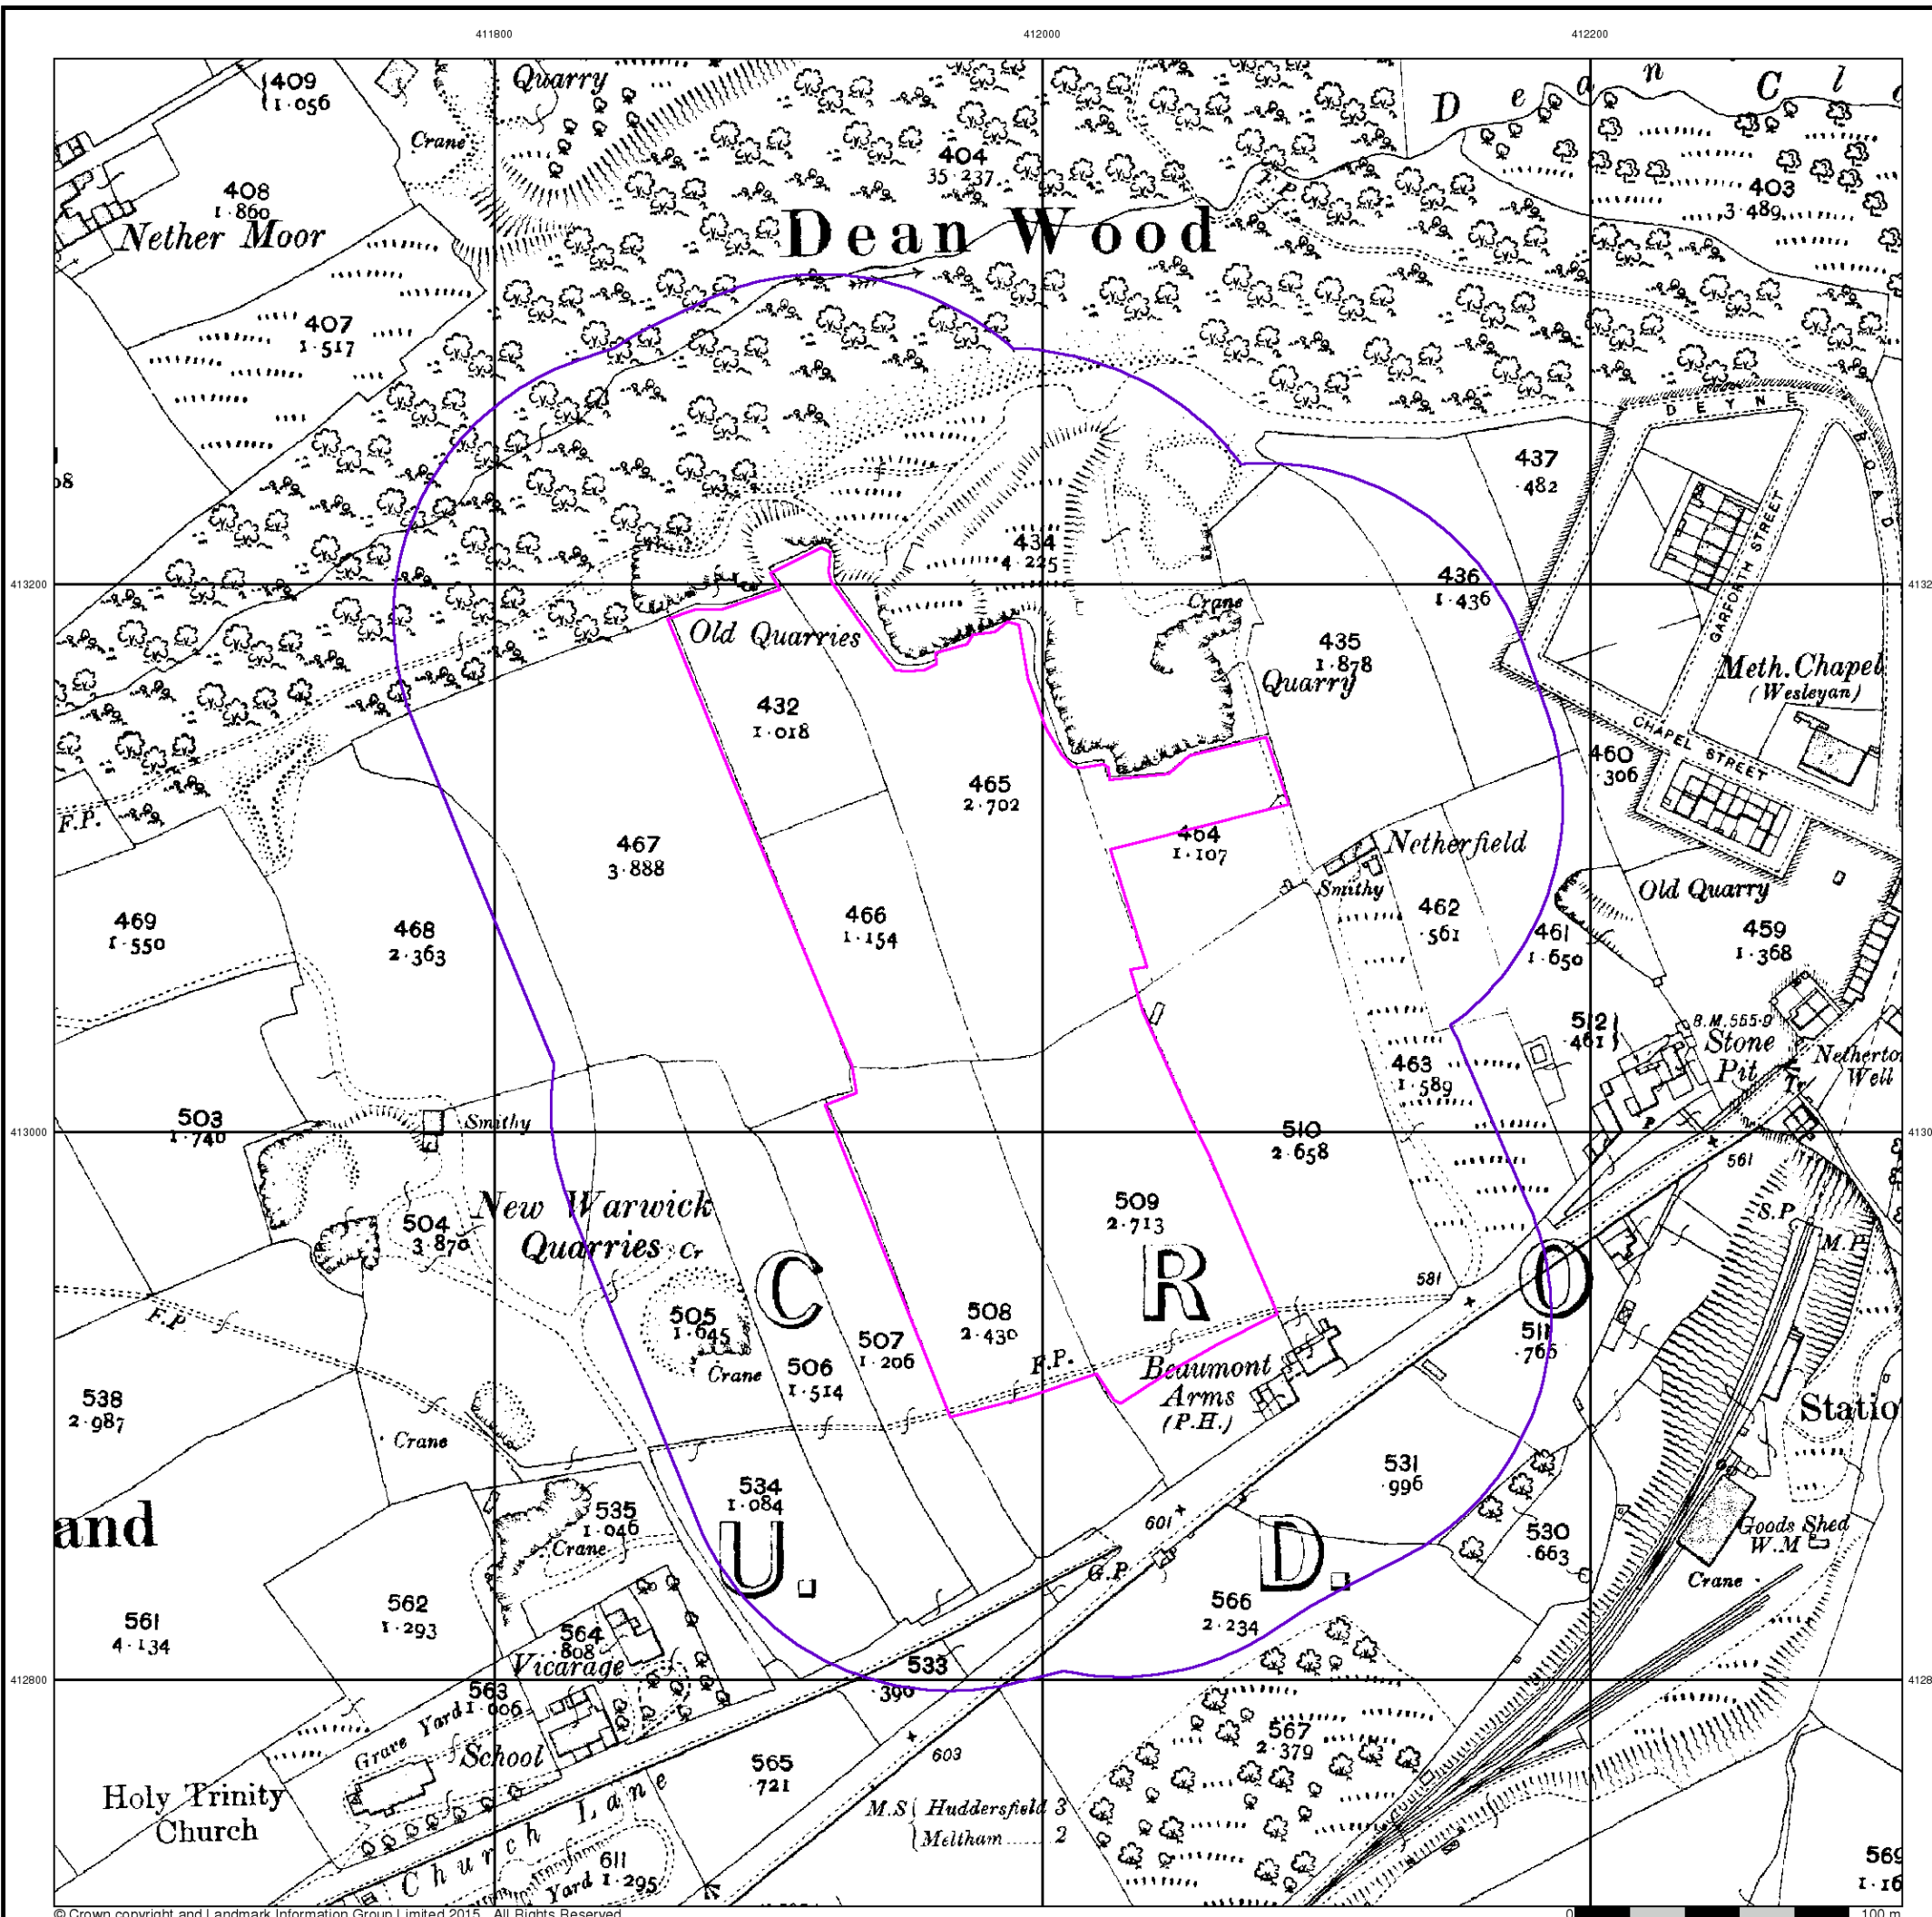 411800
412000
412200
409
1·056
Quarry
Crane
D e a n C l
408
1·860
Nether Moor
404
35·237
403
3·489
F.P.
Dean Wood
407
1·517
DEYNE
ROAD
437
·482
GARFORTH STREET
434
4·225
413200
436
1·436
Crane
Old Quarries
435
1·878
Quarry
Meth. Chapel
(Wesleyan)
432
1·018
CHAPEL STREET
460
·306
465
2·702
F.P.
467
3·888
464
1·107
Netherfield
Smithy
Old Quarry
469
1·550
468
2·363
466
1·154
462
·561
461
1·650
459
1·368
512
·461
B.M. 555·9
Stone
Pit
Well
463
1·589
Tr.
503
1·740
Smithy
413000
510
2·658
P
561
New Warwick
Quarries
504
3·870
Cr
509
2·713
S.P.
M.P.
C R O
581
F.P.
505
1·645
Crane
506
1·514
507
1·206
508
2·430
F.P.
Beaumont
Arms
(P.H.)
511
·766
538
2·987
Crane
531
·996
534
1·084
535
1·046
Crane
601
530
·663
Goods Shed
W.M
Crane
and
U. D.
G.P.
561
4·134
562
1·293
564
·808
Vicarage
566
2·234
533
·390
412800
563
1·006
Grave Yard
School
565
·721
603
567
2·379
Holy Trinity
Church
M.S Huddersfield 3
Meltham ...... 2
Church Lane
611
Yard 1·295
569
© Crown copyright and Landmark Information Group Limited 2015. All Rights Reserved.
0 100 m